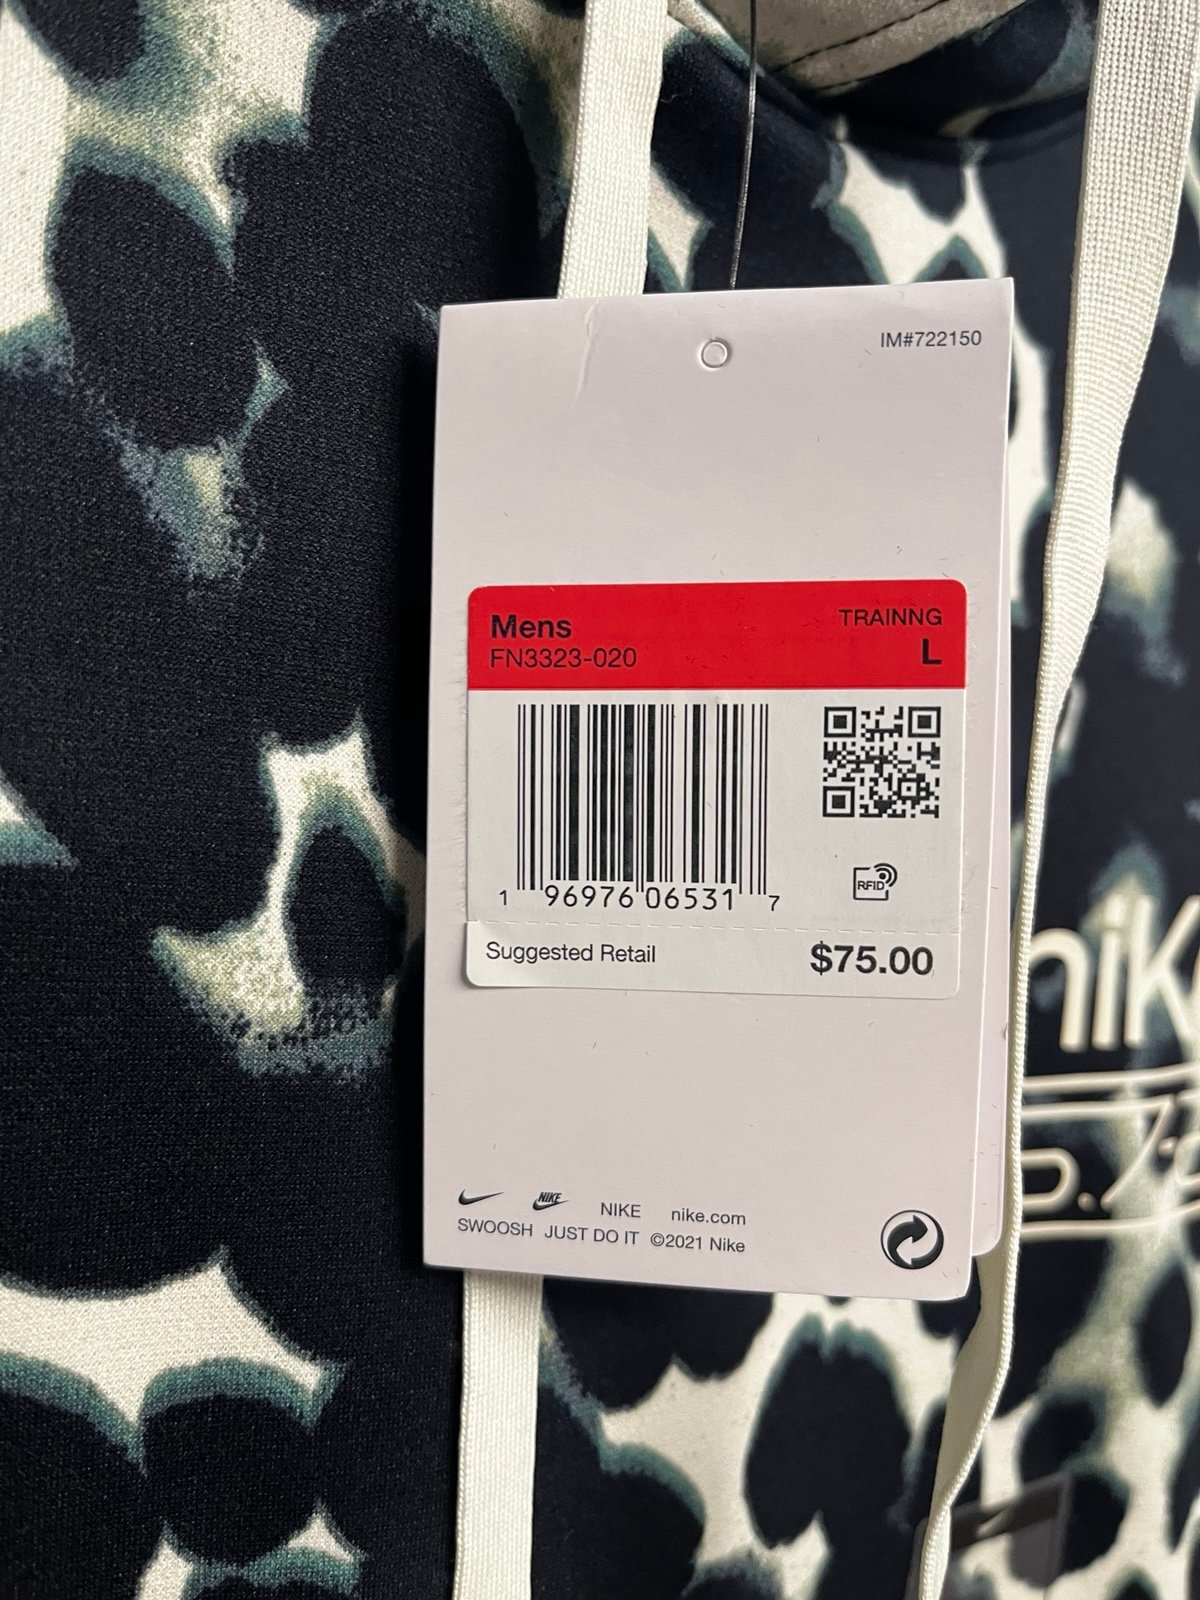 IM#722150
Mens
TRAINNG
FN3323-020
L
RFID
1 96976 06531 7
Suggested Retail
$75.00
NIKE
NIKE nike.com
SWOOSH JUST DO IT ©2021 Nike